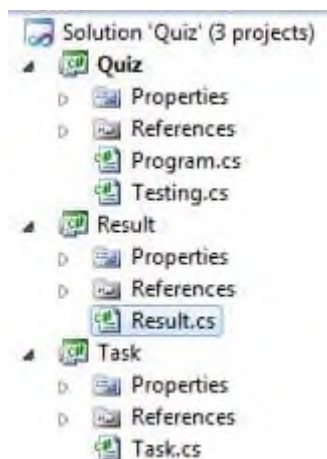 Solution 'Quiz' (3 projects)
Quiz
Properties
References
Program.cs
Testing.cs
Result
Properties
References
Result.cs
Task
Properties
References
Task.cs